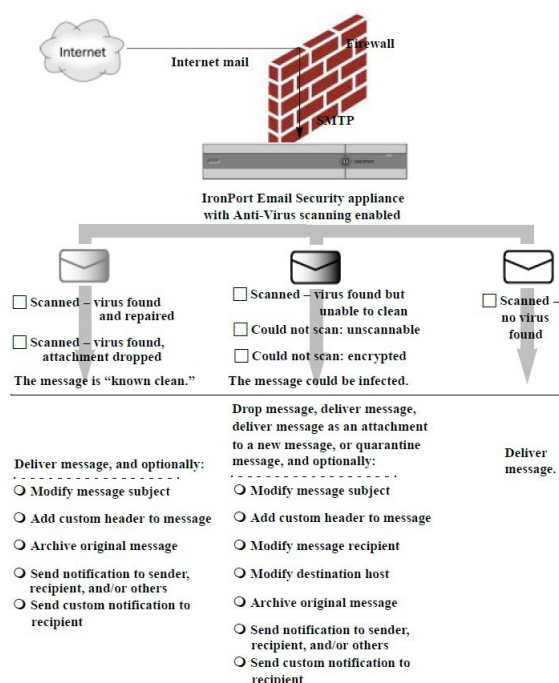 Internet
Internet mail
Firewall
SMTP
IRONPORT
IronPort Email Security appliance
with Anti-Virus scanning enabled
Scanned – virus found
and repaired
Scanned – virus found,
attachment dropped
The message is “known clean.”
Scanned – virus found but
unable to clean
Could not scan: unscannable
Could not scan: encrypted
The message could be infected.
Scanned –
no virus
found
Deliver message, and optionally:
Modify message subject
Add custom header to message
Archive original message
Send notification to sender,
recipient, and/or others
Send custom notification to
recipient
Drop message, deliver message,
deliver message as an attachment
to a new message, or quarantine
message, and optionally:
Modify message subject
Add custom header to message
Modify message recipient
Modify destination host
Archive original message
Send notification to sender,
recipient, and/or others
Send custom notification to
recipient
Deliver
message.